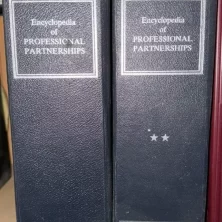 Encyclopedia
of
PROFESSIONAL
PARTNERSHIPS
Encyclopedia
of
PROFESSIONAL
PARTNERSHIPS